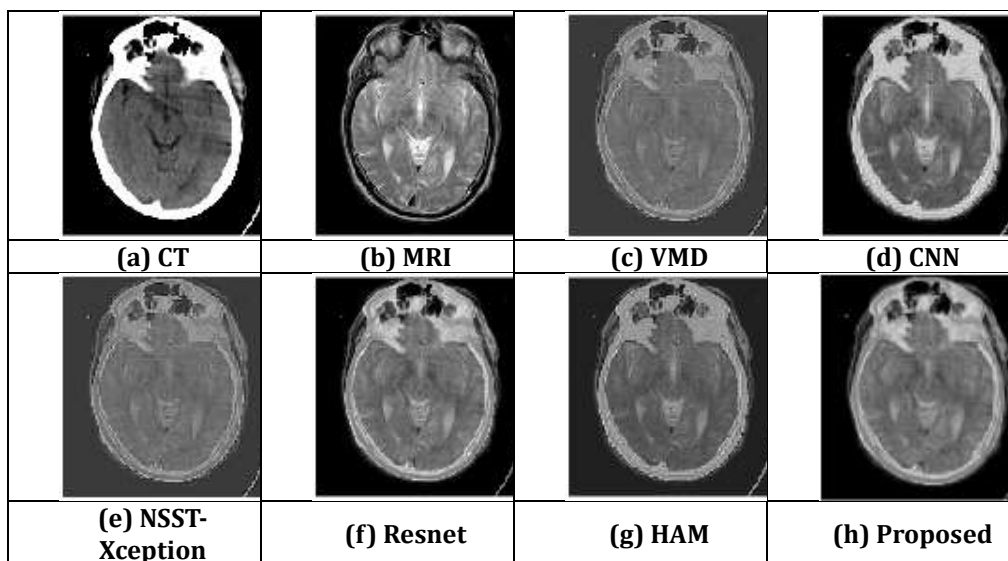 (a) CT
(b) MRI
(c) VMD
(d) CNN
(e) NSST-
Xception
(f) Resnet
(g) HAM
(h) Proposed